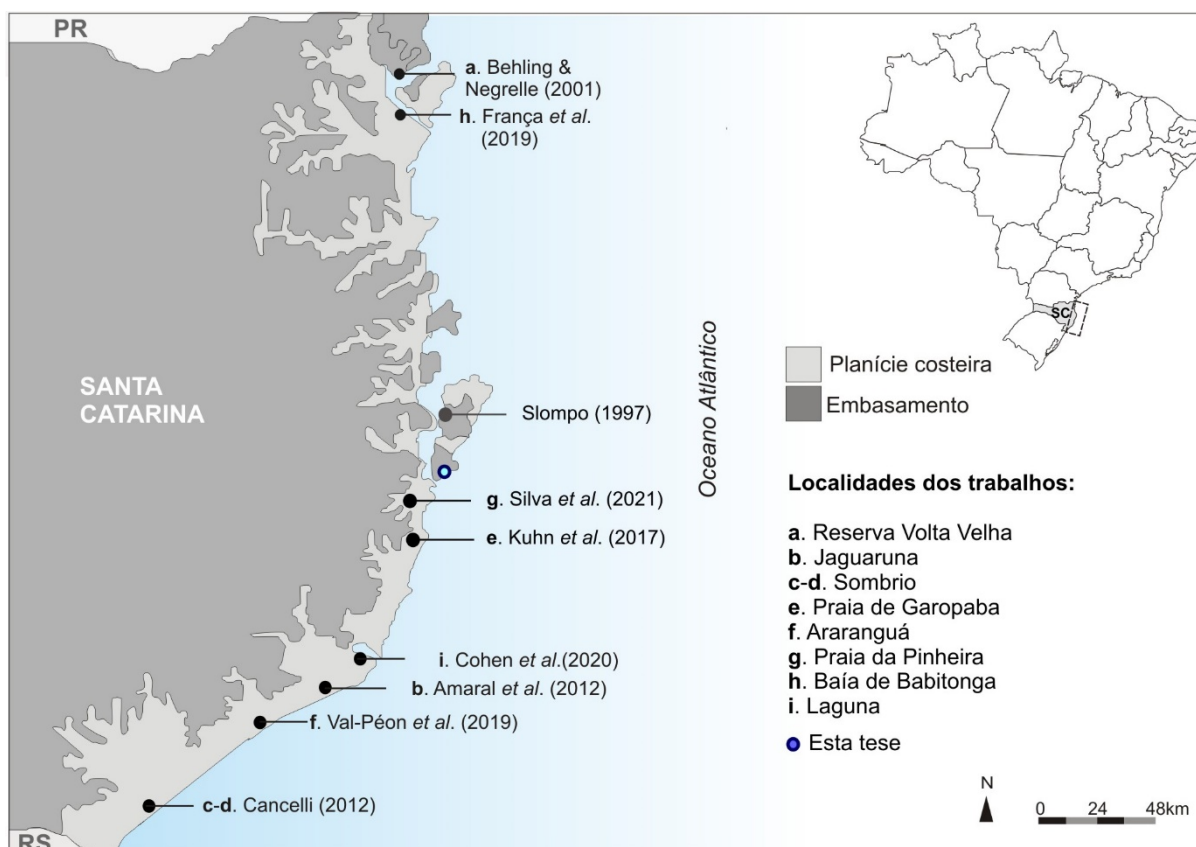 PR
a. Behling &
Negrelle (2001)
h. França et al.
(2019)
SANTA
CATARINA
Slompo (1997)
g. Silva et al. (2021)
e. Kuhn et al. (2017)
i. Cohen et al.(2020)
b. Amaral et al. (2012)
f. Val-Péon et al. (2019)
c-d. Cancelli (2012)
RS
Oceano Atlântico
SC
Planície costeira
Embasamento
Localidades dos trabalhos:
a. Reserva Volta Velha
b. Jaguaruna
c-d. Sombrio
e. Praia de Garopaba
f. Araranguá
g. Praia da Pinheira
h. Baía de Babitonga
i. Laguna
Esta tese
N
0 24 48km